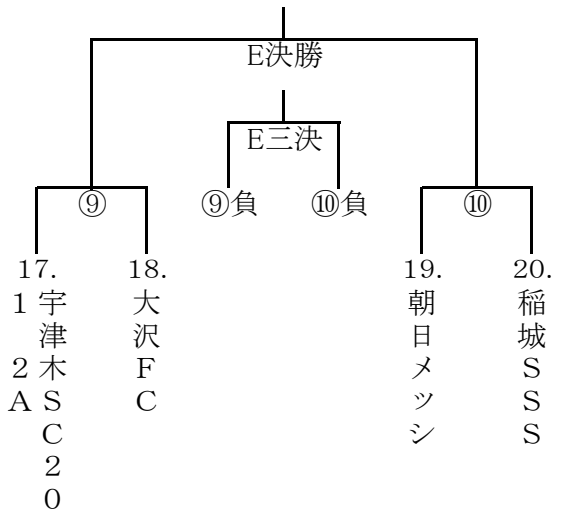 E決勝
E三決
⑨
⑨負
⑩負
⑩
17.
宇津木ＳＣ２０
１　２Ａ
18.
大沢ＦＣ
19.
朝日メッシ
20.
稲城ＳＳＳ